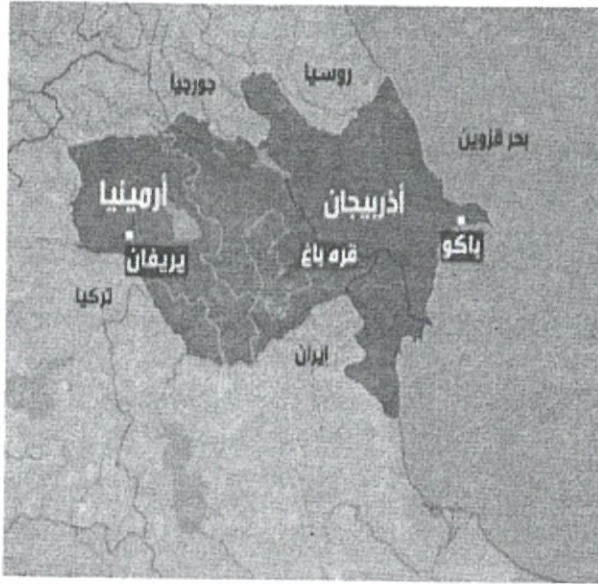 روسيا
جورجيا
بحر قزوين
أرمينيا
أذربيجان
باكو
قره باغ
يريفان
تركيا
ايران